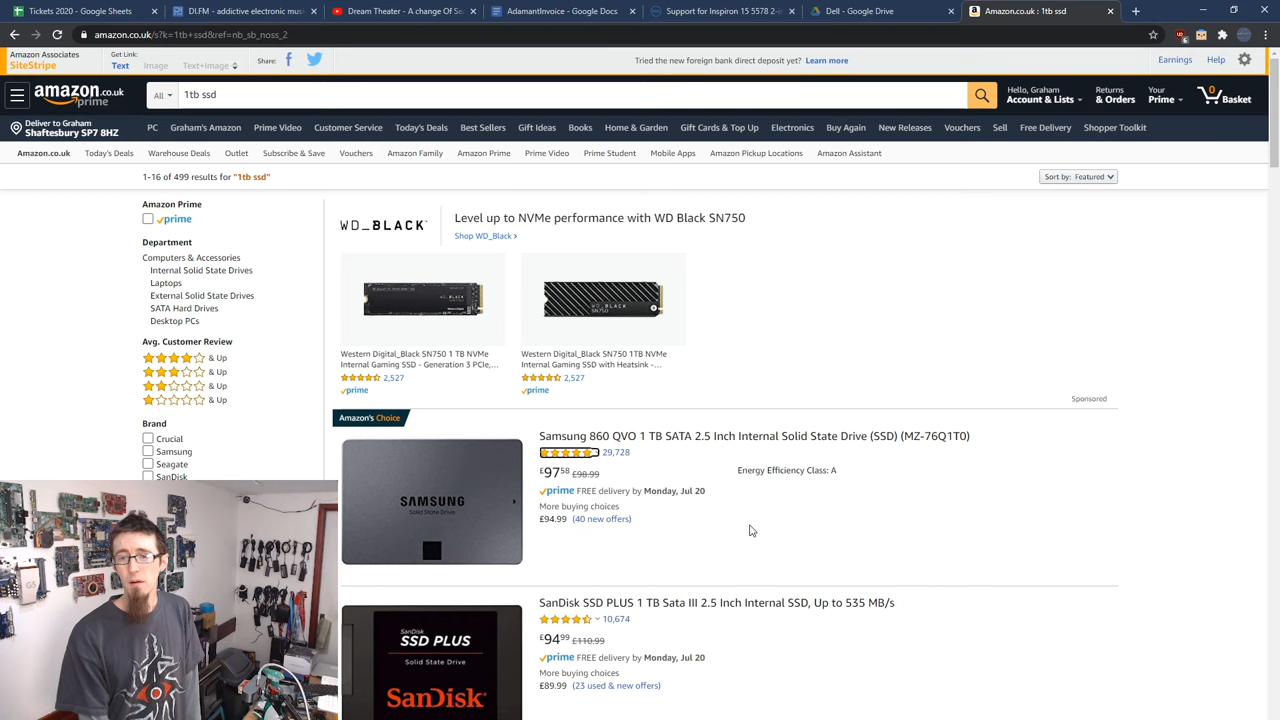 Tickets 2020 - Google Sheets
DLFM - addictive electronic musi
Dream Theater - A change Of Se
AdamantInvoice - Google Docs
Support for Inspiron 15 5578 2-i
Dell - Google Drive
Amazon.co.uk: 1tb ssd
amazon.co.uk/s?k=1tb+ssd&ref=nb_sb_noss_2
Amazon Associates
SiteStripe
Get Link:
Text Image Text+Image
Share:
Tried the new foreign bank direct deposit yet? Learn more
Earnings Help
amazon.co.uk
prime
All
1tb ssd
Hello, Graham
Account & Lists
Returns
& Orders
Your
Prime
0
Basket
Deliver to Graham
Shaftesbury SP7 8HZ
PC Graham's Amazon Prime Video Customer Service Today's Deals Best Sellers Gift Ideas Books Home & Garden Gift Cards & Top Up Electronics Buy Again New Releases Vouchers Sell Free Delivery Shopper Toolkit
Amazon.co.uk Today's Deals Warehouse Deals Outlet Subscribe & Save Vouchers Amazon Family Amazon Prime Prime Video Prime Student Mobile Apps Amazon Pickup Locations Amazon Assistant
1-16 of 499 results for "1tb ssd"
Sort by: Featured
Amazon Prime
prime
Department
Computers & Accessories
Internal Solid State Drives
Laptops
External Solid State Drives
SATA Hard Drives
Desktop PCs
Avg. Customer Review
& Up
& Up
& Up
& Up
Brand
Crucial
Samsung
Seagate
SanDisk
WD_BLACK
Level up to NVMe performance with WD Black SN750
Shop WD_Black ›
Western Digital_Black SN750 1 TB NVMe
Internal Gaming SSD - Generation 3 PCIe,...
2,527
prime
Western Digital_Black SN750 1TB NVMe
Internal Gaming SSD with Heatsink -...
2,527
prime
Sponsored
Amazon's Choice
SAMSUNG
Solid State Drive
Samsung 860 QVO 1 TB SATA 2.5 Inch Internal Solid State Drive (SSD) (MZ-76Q1T0)
29,728
£97.58 £98.99
Energy Efficiency Class: A
prime FREE delivery by Monday, Jul 20
More buying choices
£94.99 (40 new offers)
SanDisk
SSD PLUS
Solid State Drive
SanDisk
SanDisk SSD PLUS 1 TB Sata III 2.5 Inch Internal SSD, Up to 535 MB/s
10,674
£94.99 £110.99
prime FREE delivery by Monday, Jul 20
More buying choices
£89.99 (23 used & new offers)